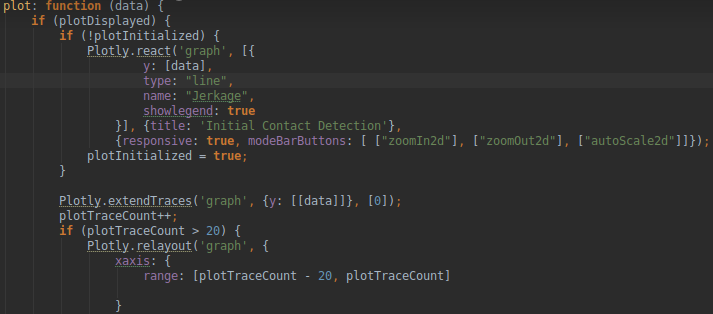 plot: function (data) {
if (plotDisplayed) {
if (!plotInitialized) {
Plotly.react('graph', [{
y: [data],
type: "line",
name: "Jerkage",
showlegend: true
}], {title: 'Initial Contact Detection'},
{responsive: true, modeBarButtons: [ ["zoomIn2d"], ["zoomOut2d"], ["autoScale2d"]]});
plotInitialized = true;
}
Plotly.extendTraces('graph', {y: [[data]]}, [0]);
plotTraceCount++;
if (plotTraceCount > 20) {
Plotly.relayout('graph', {
xaxis: {
range: [plotTraceCount - 20, plotTraceCount]
}